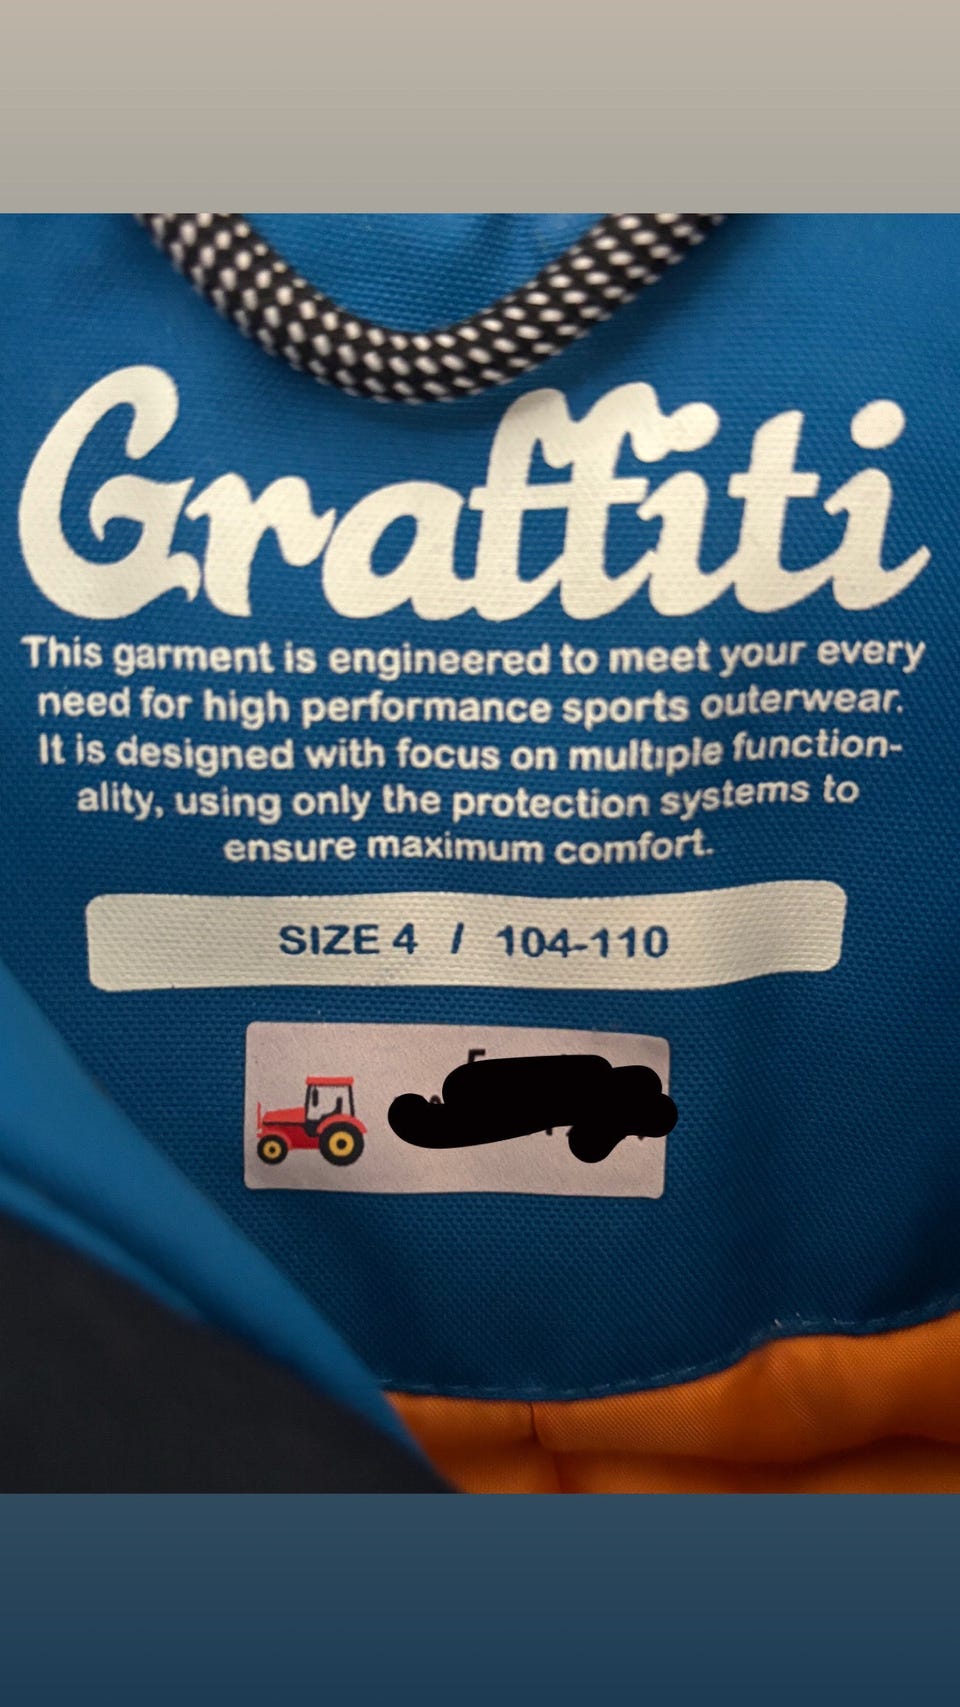 Graffiti
This garment is engineered to meet your every
need for high performance sports outerwear.
It is designed with focus on multiple function-
ality, using only the protection systems to
ensure maximum comfort.
SIZE 4 / 104-110